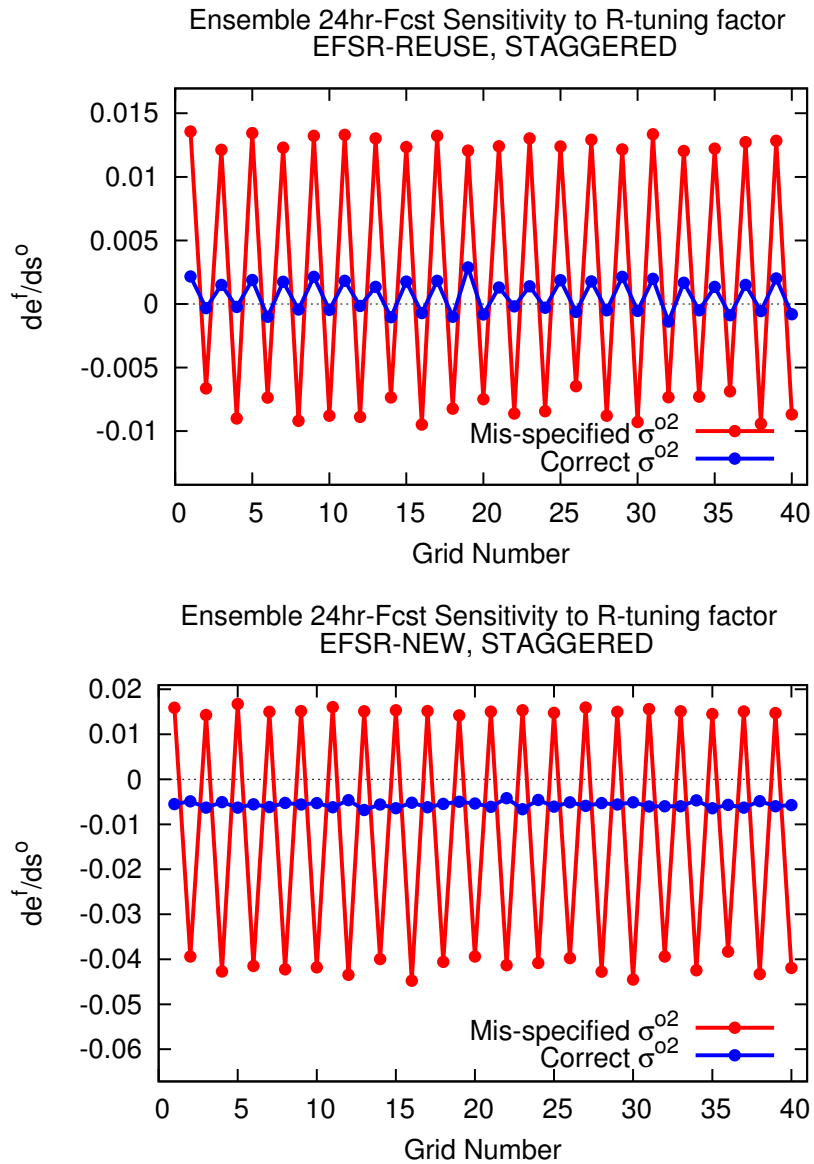 Ensemble 24hr-Fcst Sensitivity to R-tuning factor
EFSR-REUSE, STAGGERED
0.015
0.01
0.005
0
-0.005
-0.01
de^f/ds^o
Mis-specified σ^o2
Correct σ^o2
0 5 10 15 20 25 30 35 40
Grid Number
Ensemble 24hr-Fcst Sensitivity to R-tuning factor
EFSR-NEW, STAGGERED
0.02
0.01
0
-0.01
-0.02
-0.03
-0.04
-0.05
-0.06
de^f/ds^o
Mis-specified σ^o2
Correct σ^o2
0 5 10 15 20 25 30 35 40
Grid Number